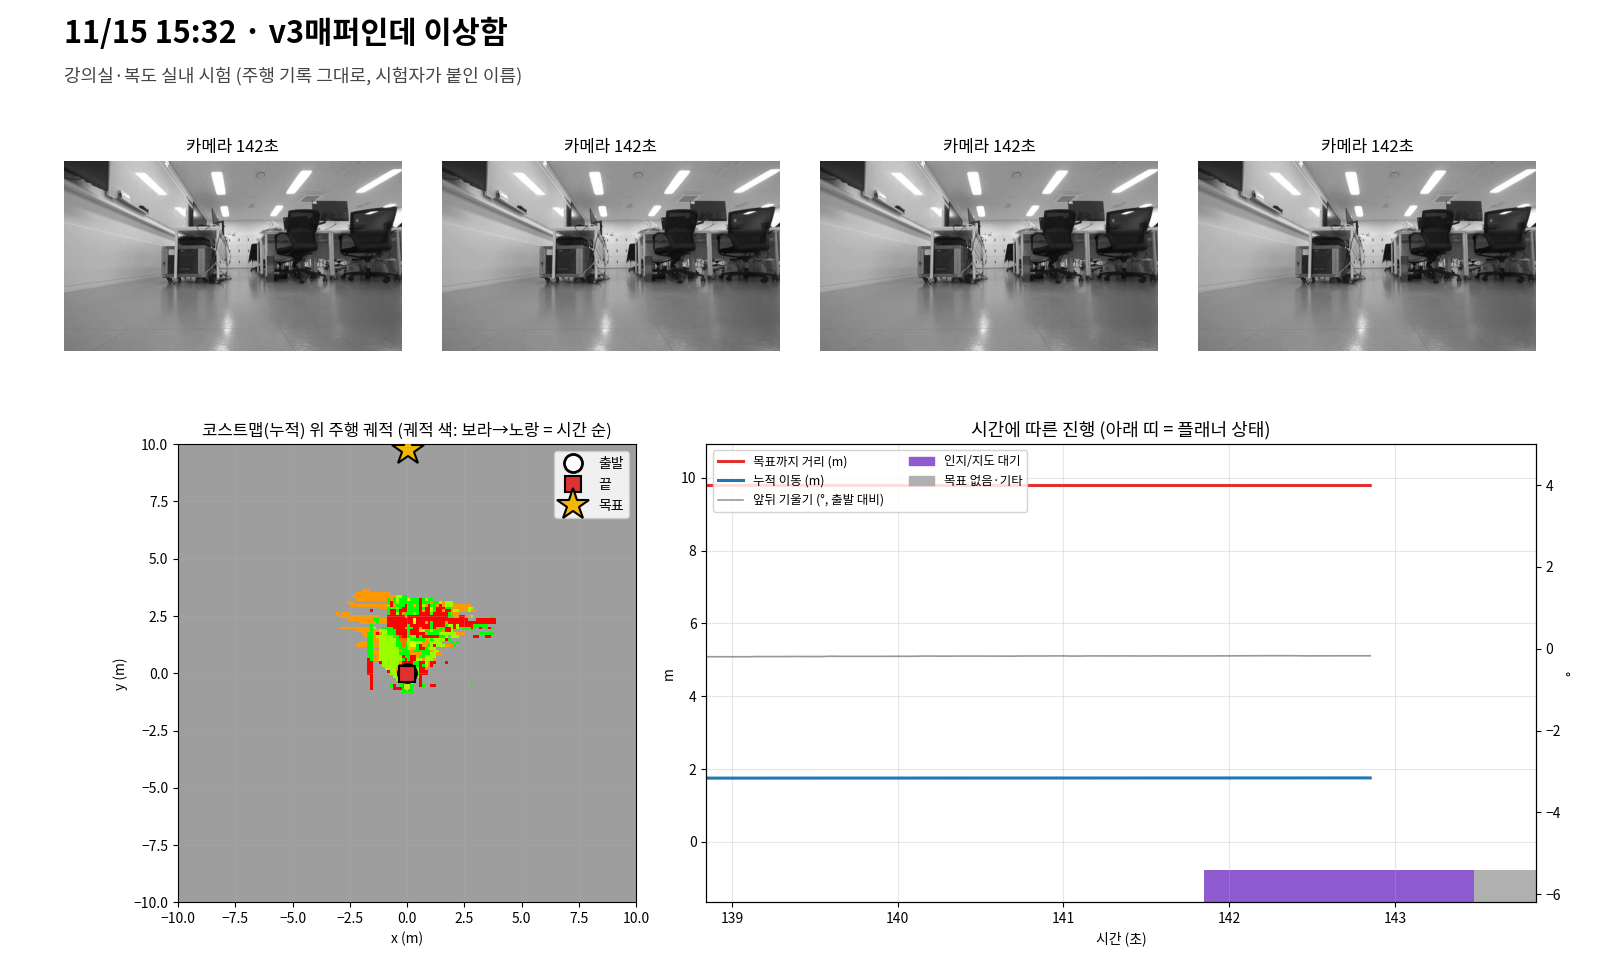 11/15 15:32 · v3매퍼인데 이상함
강의실·복도 실내 시험 (주행 기록 그대로, 시험자가 붙인 이름)
카메라 142초
카메라 142초
카메라 142초
카메라 142초
코스트맵(누적) 위 주행 궤적 (궤적 색: 보라→노랑 = 시간 순)
출발
끝
목표
10.0
7.5
5.0
2.5
0.0
−2.5
−5.0
−7.5
−10.0
y (m)
−10.0 −7.5 −5.0 −2.5 0.0 2.5 5.0 7.5 10.0
x (m)
시간에 따른 진행 (아래 띠 = 플래너 상태)
목표까지 거리 (m)
누적 이동 (m)
앞뒤 기울기 (°, 출발 대비)
인지/지도 대기
목표 없음·기타
10
8
6
4
2
0
m
4
2
0
−2
−4
−6
°
139 140 141 142 143
시간 (초)